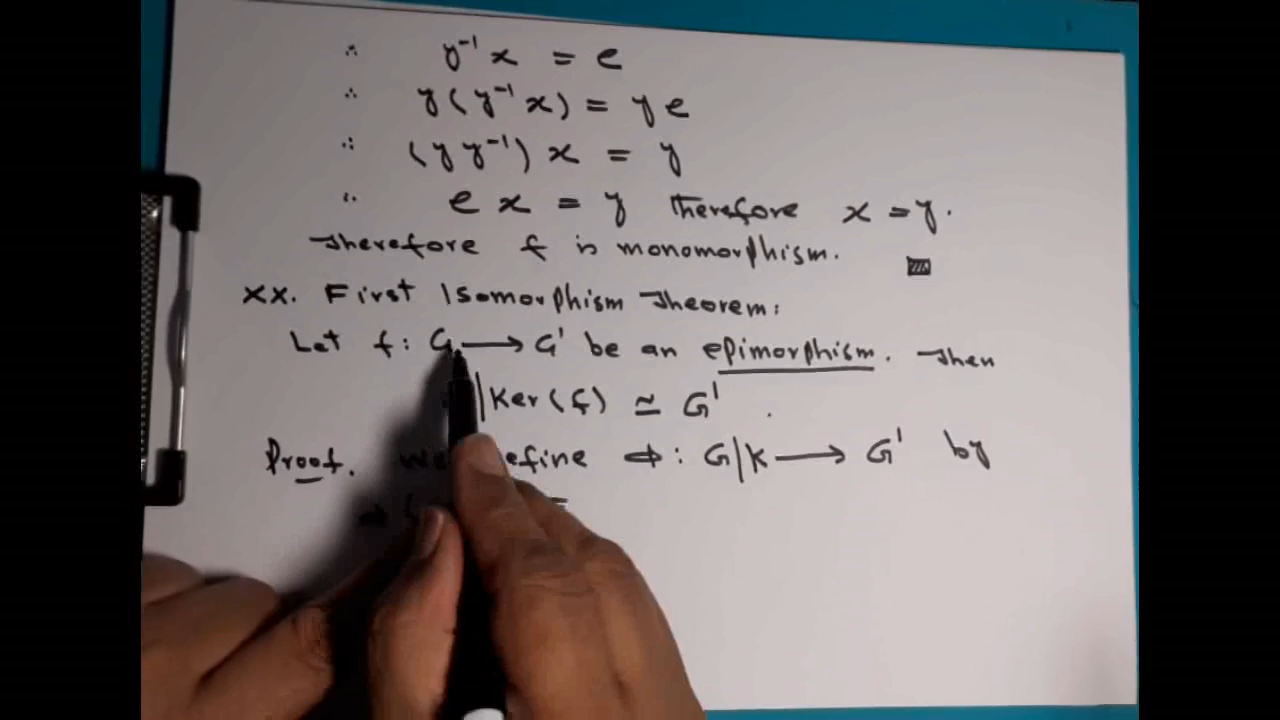 ∴ y⁻¹x = e
∴ y(y⁻¹x) = ye
∴ (yy⁻¹)x = y
∴ ex = y therefore x = y.
Therefore f is monomorphism.
xx. First Isomorphism Theorem:
Let f: G → G' be an epimorphism. Then
|Ker(f) ≃ G'.
Proof. We define Φ: G|K → G' by
=